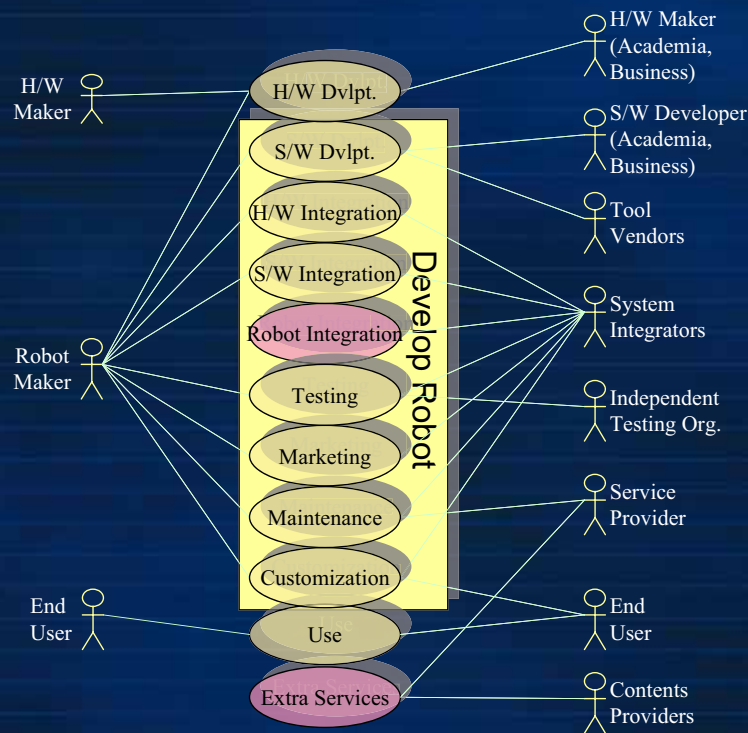 H/W
Maker
Robot
Maker
End
User
H/W Dvlpt.
S/W Dvlpt.
H/W Integration
S/W Integration
Robot Integration
Testing
Marketing
Maintenance
Customization
Use
Extra Services
Develop Robot
H/W Maker
(Academia,
Business)
S/W Developer
(Academia,
Business)
Tool
Vendors
System
Integrators
Independent
Testing Org.
Service
Provider
End
User
Contents
Providers